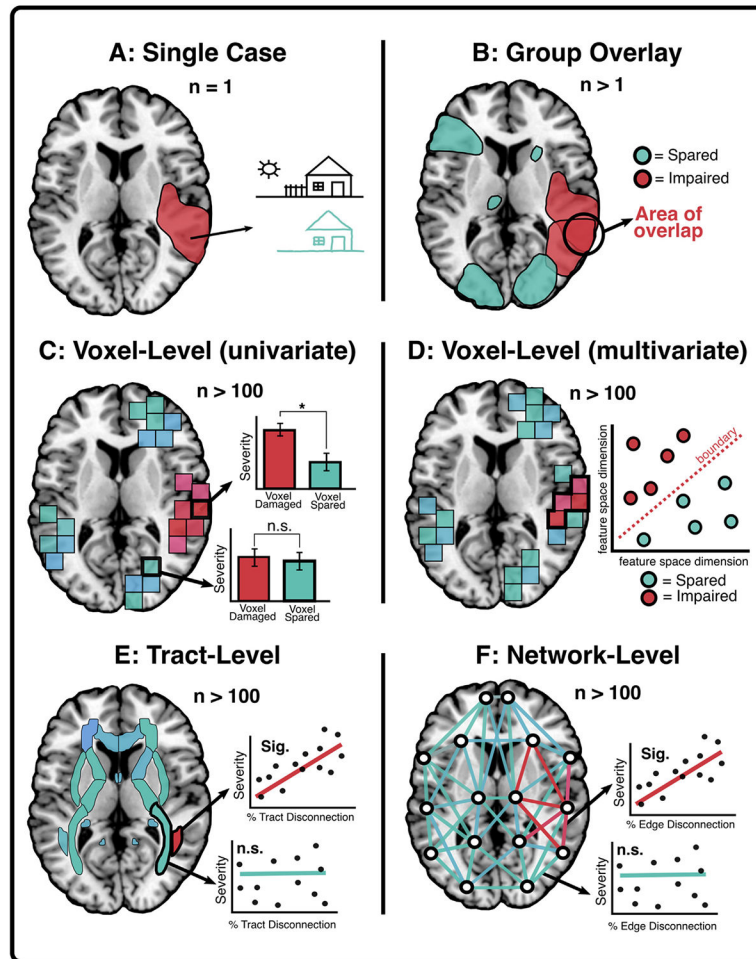 A: Single Case
n = 1
B: Group Overlay
n > 1
= Spared
= Impaired
Area of
overlap
C: Voxel-Level (univariate)
n > 100
Severity
*
Voxel
Damaged
Voxel
Spared
Severity
n.s.
Voxel
Damaged
Voxel
Spared
D: Voxel-Level (multivariate)
n > 100
feature space dimension
boundary
feature space dimension
= Spared
= Impaired
E: Tract-Level
n > 100
Severity
Sig.
% Tract Disconnection
Severity
n.s.
% Tract Disconnection
F: Network-Level
n > 100
Severity
Sig.
% Edge Disconnection
Severity
n.s.
% Edge Disconnection